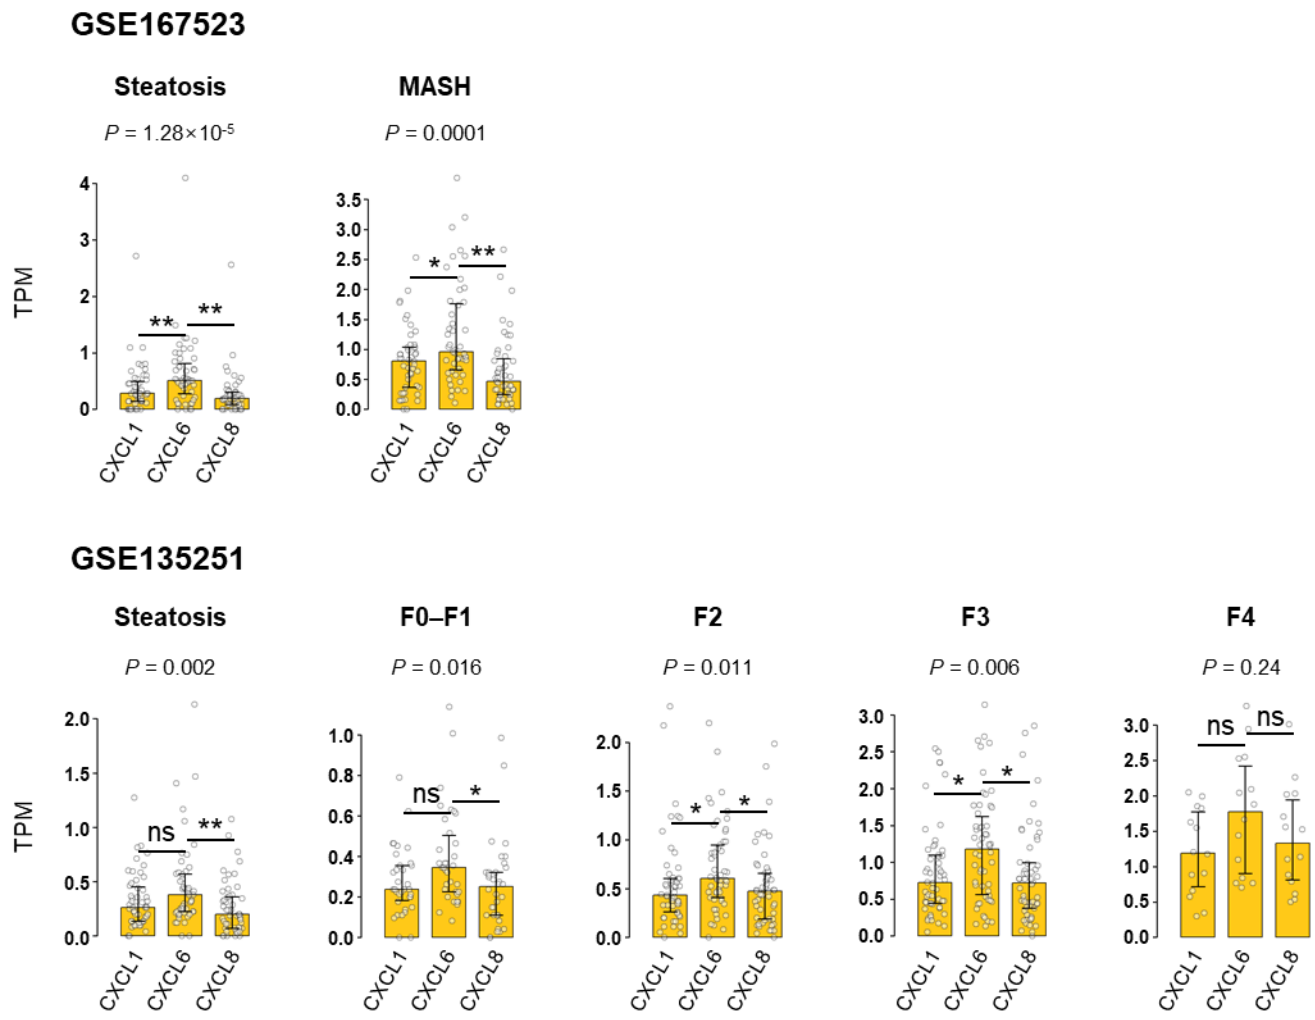 GSE167523
Steatosis
MASH
P = 1.28×10-5
P = 0.0001
TPM
4
3
2
1
0
** **
CXCL1
CXCL6
CXCL8
3.5
3.0
2.5
2.0
1.5
1.0
0.5
0.0
* **
CXCL1
CXCL6
CXCL8
GSE135251
Steatosis
F0–F1
F2
F3
F4
P = 0.002
P = 0.016
P = 0.011
P = 0.006
P = 0.24
TPM
2.0
1.5
1.0
0.5
0.0
ns **
CXCL1
CXCL6
CXCL8
1.0
0.8
0.6
0.4
0.2
0.0
ns *
CXCL1
CXCL6
CXCL8
2.0
1.5
1.0
0.5
0.0
* *
CXCL1
CXCL6
CXCL8
3.0
2.5
2.0
1.5
1.0
0.5
0.0
* *
CXCL1
CXCL6
CXCL8
3.0
2.5
2.0
1.5
1.0
0.5
0.0
ns ns
CXCL1
CXCL6
CXCL8